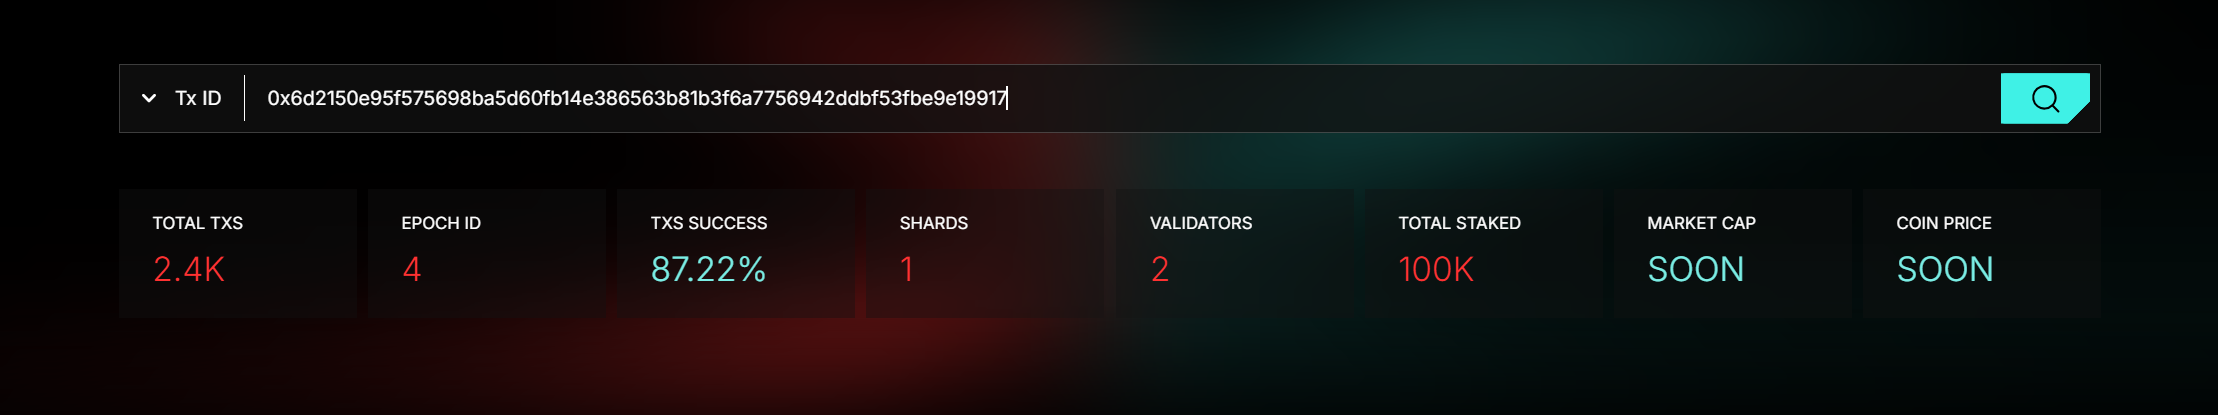 Tx ID 0x6d2150e95f575698ba5d60fb14e386563b81b3f6a7756942ddbf53fbe9e19917
TOTAL TXS EPOCH ID TXS SUCCESS SHARDS VALIDATORS TOTAL STAKED MARKET CAP COIN PRICE
2.4K 4 87.22% 1 2 100K SOON SOON